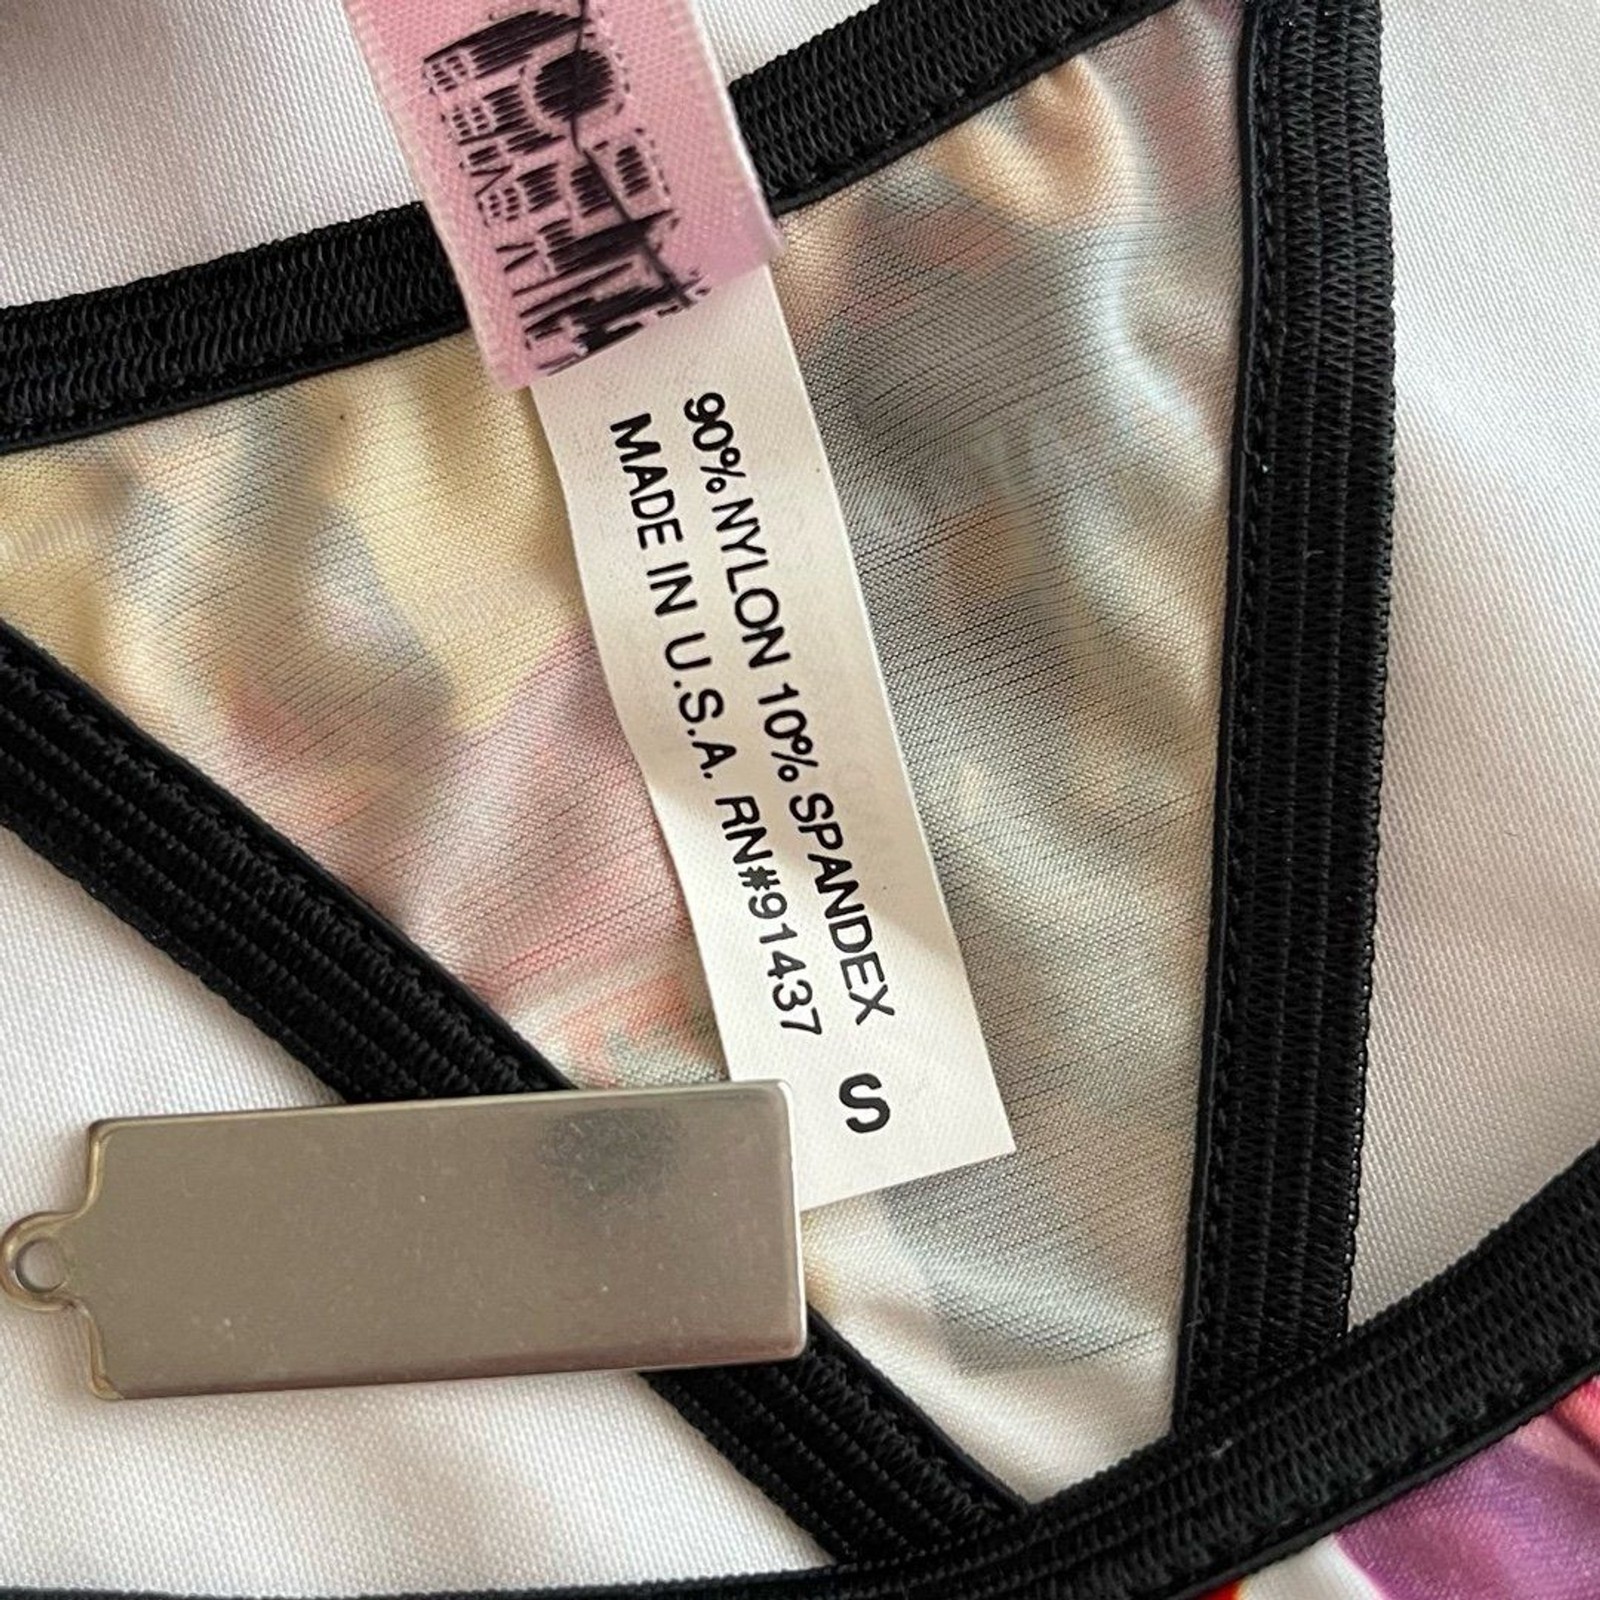 90% NYLON 10% SPANDEX
MADE IN U.S.A. RN#91437
S